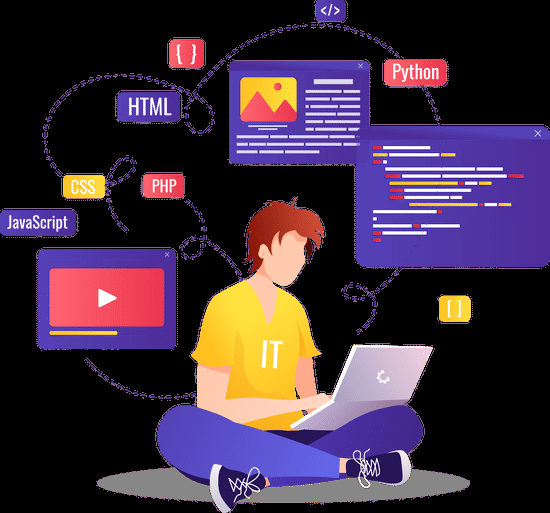 </>
{ }
Python
HTML
CSS
PHP
JavaScript
[ ]
IT